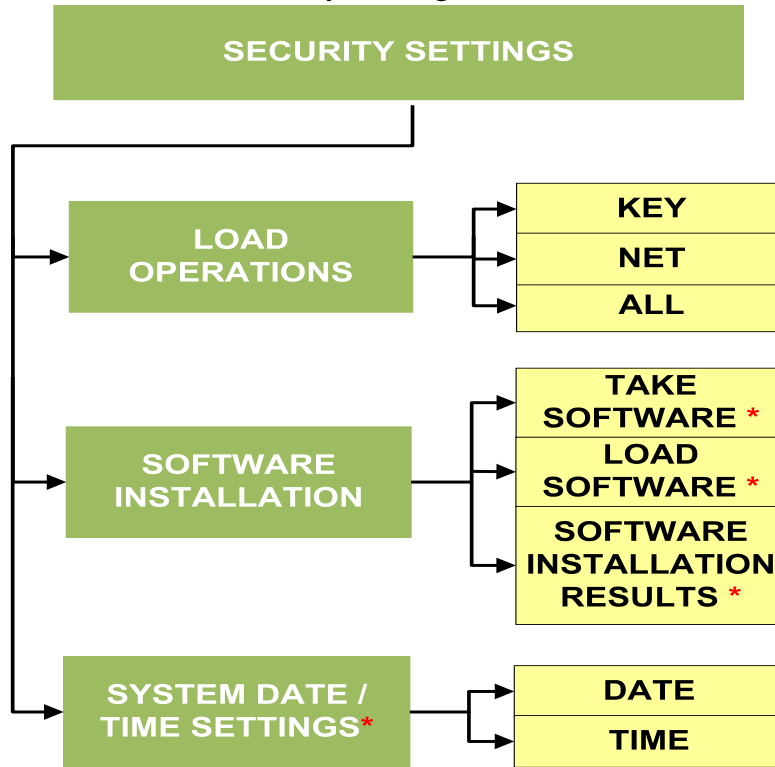 SECURITY SETTINGS
LOAD
OPERATIONS
KEY
NET
ALL
SOFTWARE
INSTALLATION
TAKE
SOFTWARE *
LOAD
SOFTWARE *
SOFTWARE
INSTALLATION
RESULTS *
SYSTEM DATE /
TIME SETTINGS*
DATE
TIME